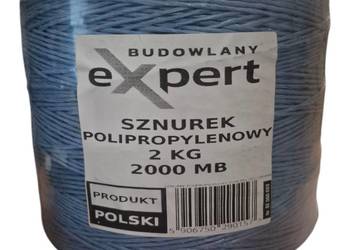 BUDOWLANY
eXpert
SZNUREK
POLIPROPYLENOWY
2 KG
2000 MB
PRODUKT
POLSKI